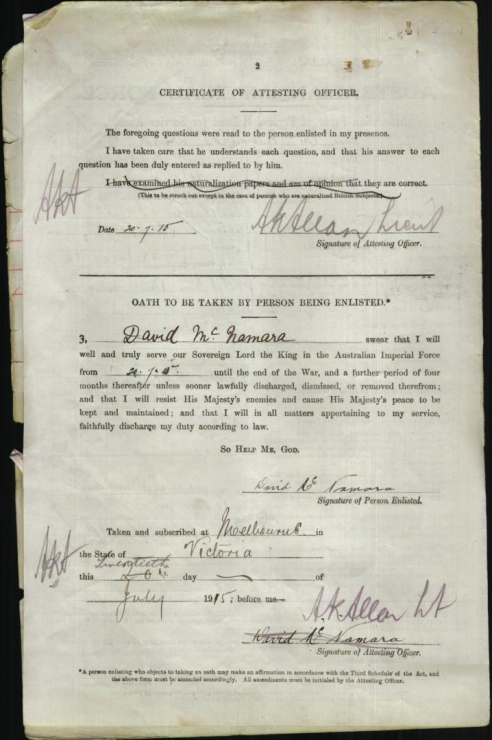 2
CERTIFICATE OF ATTESTING OFFICER.
The foregoing questions were read to the person enlisted in my presence.
I have taken care that he understands each question, and that his answer to each
question has been duly entered as replied to by him.
I have examined his naturalization papers and am of opinion that they are correct.
(This to be struck out except in the case of persons who are naturalized British Subjects)
AKA
Date 20-7-15
AKAllan Lieut
Signature of Attesting Officer.
OATH TO BE TAKEN BY PERSON BEING ENLISTED.*
3, David McNamara swear that I will
well and truly serve our Sovereign Lord the King in the Australian Imperial Force
from 20-7-15 until the end of the War, and a further period of four
months thereafter unless sooner lawfully discharged, dismissed, or removed therefrom;
and that I will resist His Majesty's enemies and cause His Majesty's peace to be
kept and maintained; and that I will in all matters appertaining to my service,
faithfully discharge my duty according to law.
SO HELP ME, GOD.
David McNamara
Signature of Person Enlisted.
Taken and subscribed at Melbourne in
the State of Victoria
AKA
Twentieth
this 20th day of
July 1915; before me—
A.K Allan Lt
David McNamara
Signature of Attesting Officer.
*A person enlisting who objects to taking an oath may make an affirmation in accordance with the Third Schedule of the Act, and
the above form must be amended accordingly. All amendments must be initialed by the Attesting Officer.